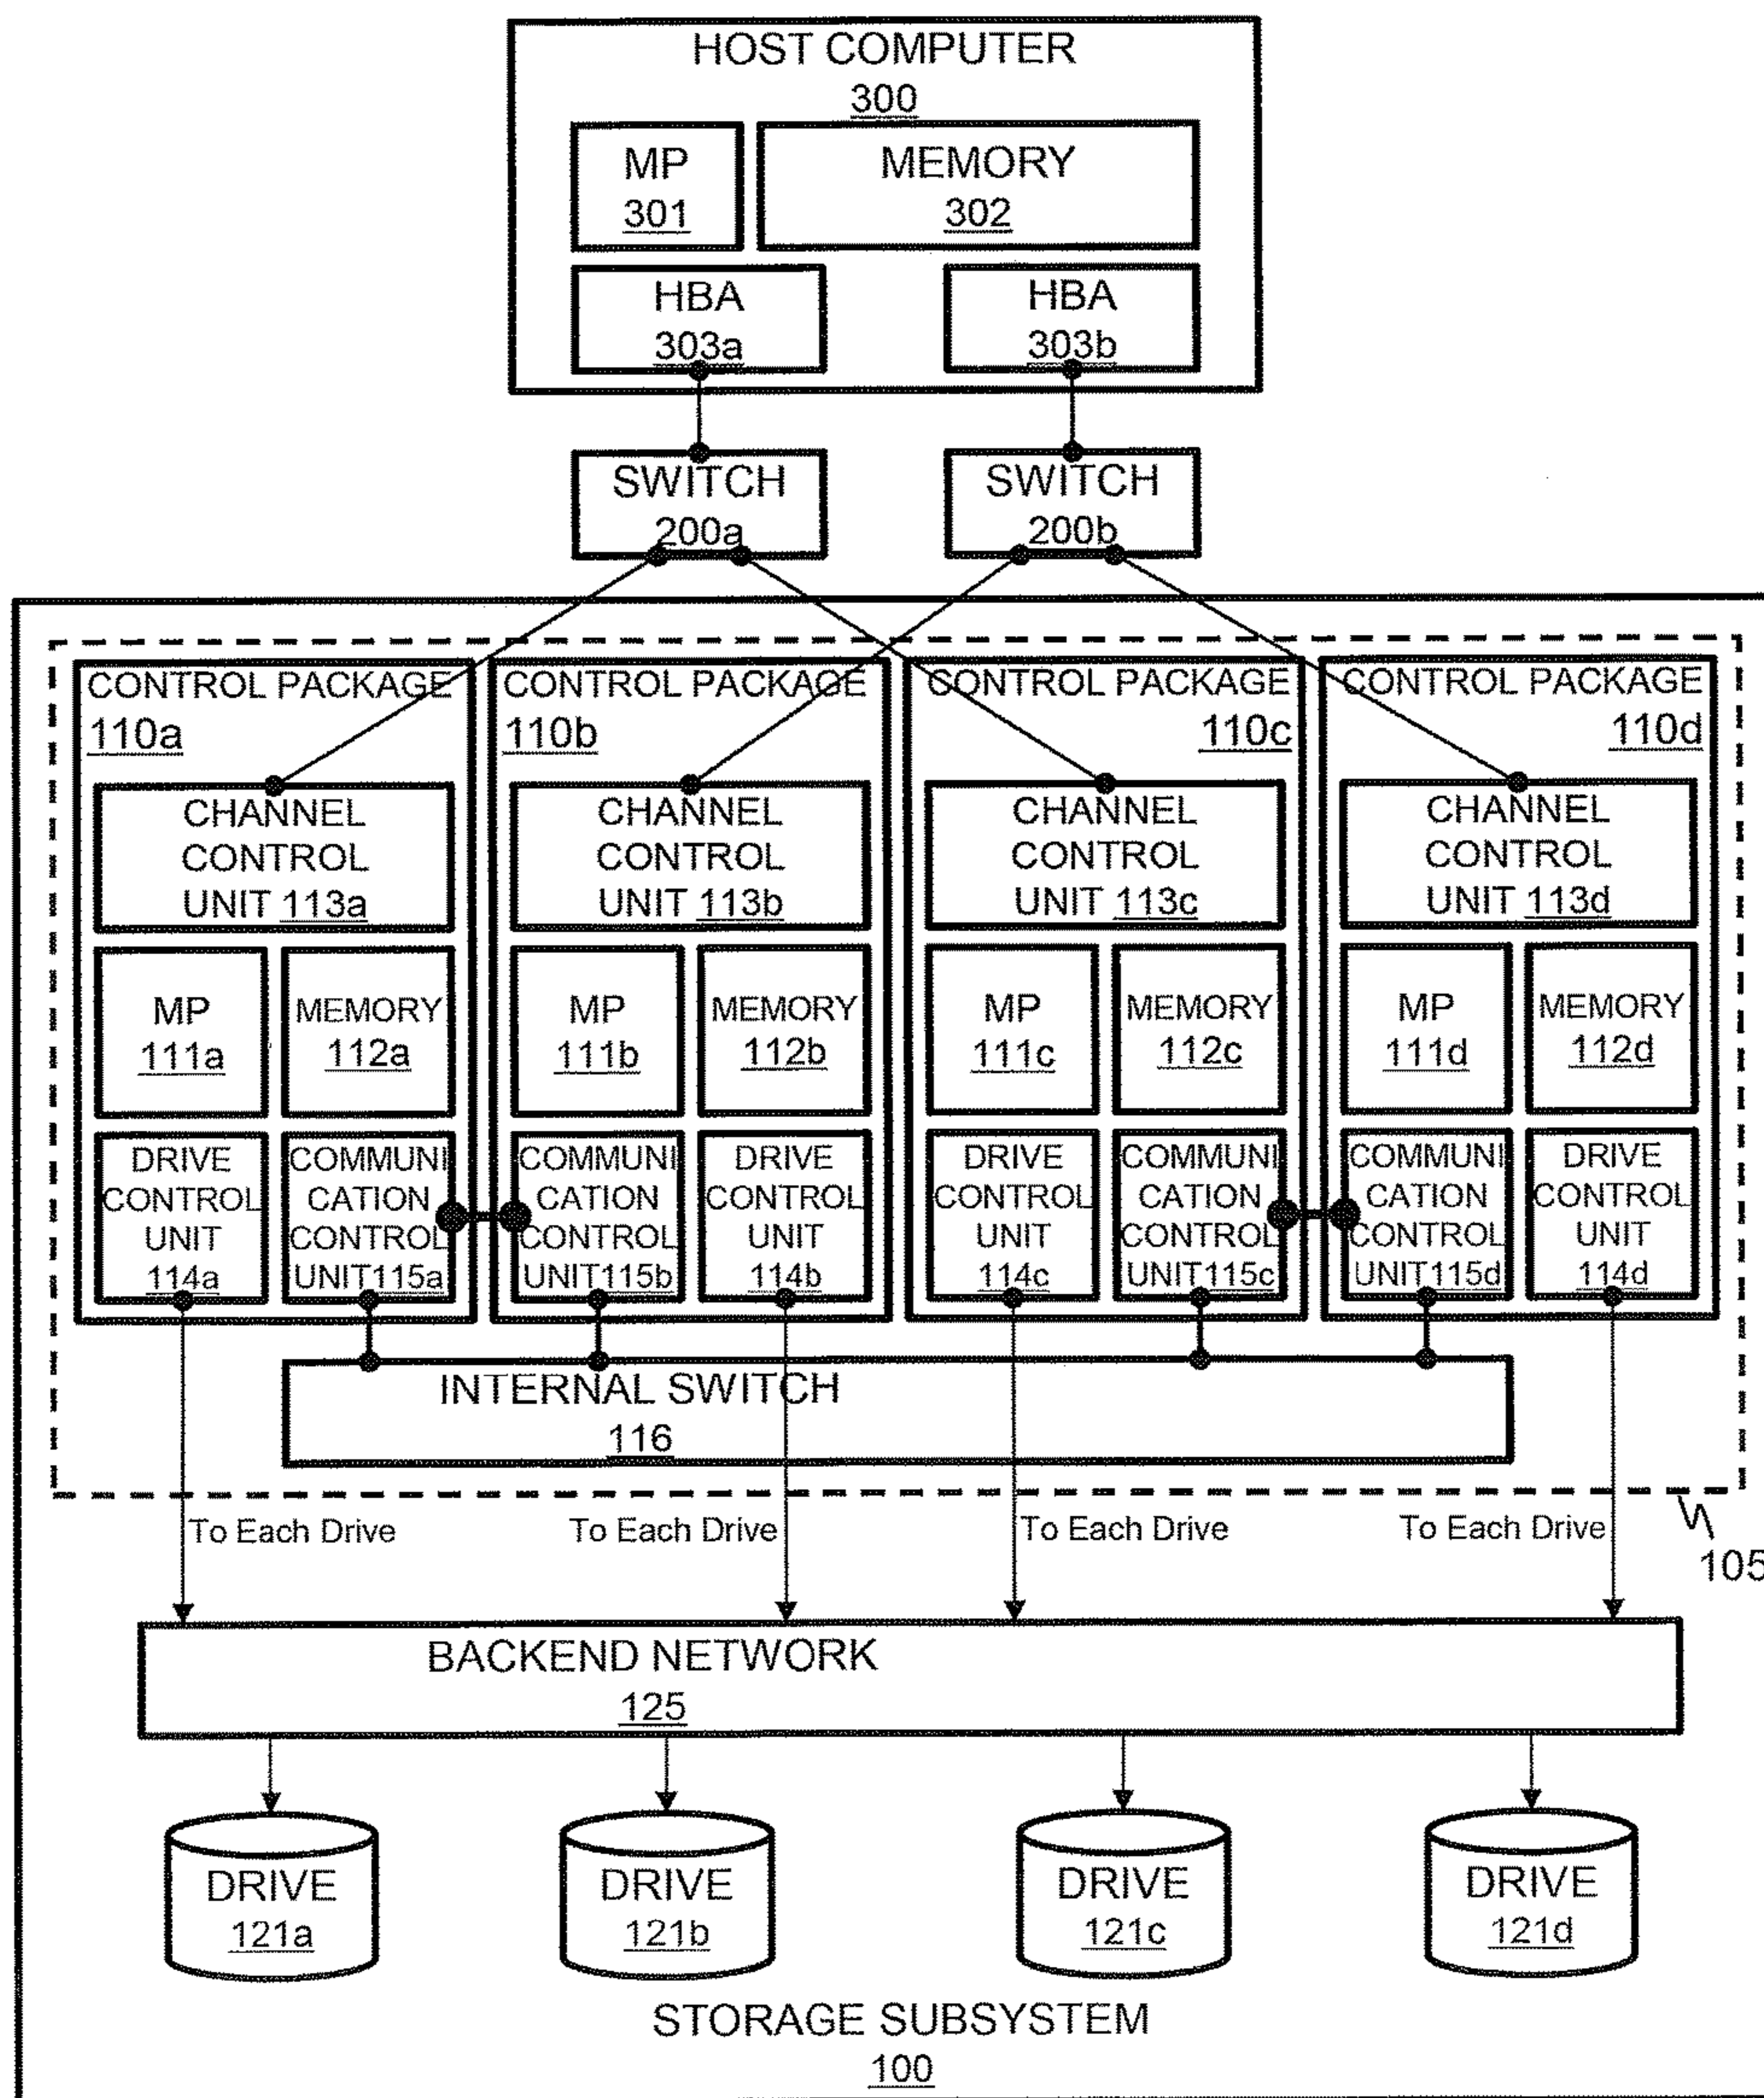 HOST COMPUTER
300
MP
301
MEMORY
302
HBA
303a
HBA
303b
SWITCH
200a
SWITCH
200b
CONTROL PACKAGE
110a
CHANNEL
CONTROL
UNIT 113a
MP
111a
MEMORY
112a
DRIVE
CONTROL
UNIT
114a
COMMUNI
CATION
CONTROL
UNIT115a
CONTROL PACKAGE
110b
CHANNEL
CONTROL
UNIT 113b
MP
111b
MEMORY
112b
COMMUNI
CATION
CONTROL
UNIT115b
DRIVE
CONTROL
UNIT
114b
CONTROL PACKAGE
110c
CHANNEL
CONTROL
UNIT 113c
MP
111c
MEMORY
112c
DRIVE
CONTROL
UNIT
114c
COMMUNI
CATION
CONTROL
UNIT115c
CONTROL PACKAGE
110d
CHANNEL
CONTROL
UNIT 113d
MP
111d
MEMORY
112d
COMMUNI
CATION
CONTROL
UNIT115d
DRIVE
CONTROL
UNIT
114d
INTERNAL SWITCH
116
To Each Drive
To Each Drive
To Each Drive
To Each Drive
105
BACKEND NETWORK
125
DRIVE
121a
DRIVE
121b
DRIVE
121c
DRIVE
121d
STORAGE SUBSYSTEM
100